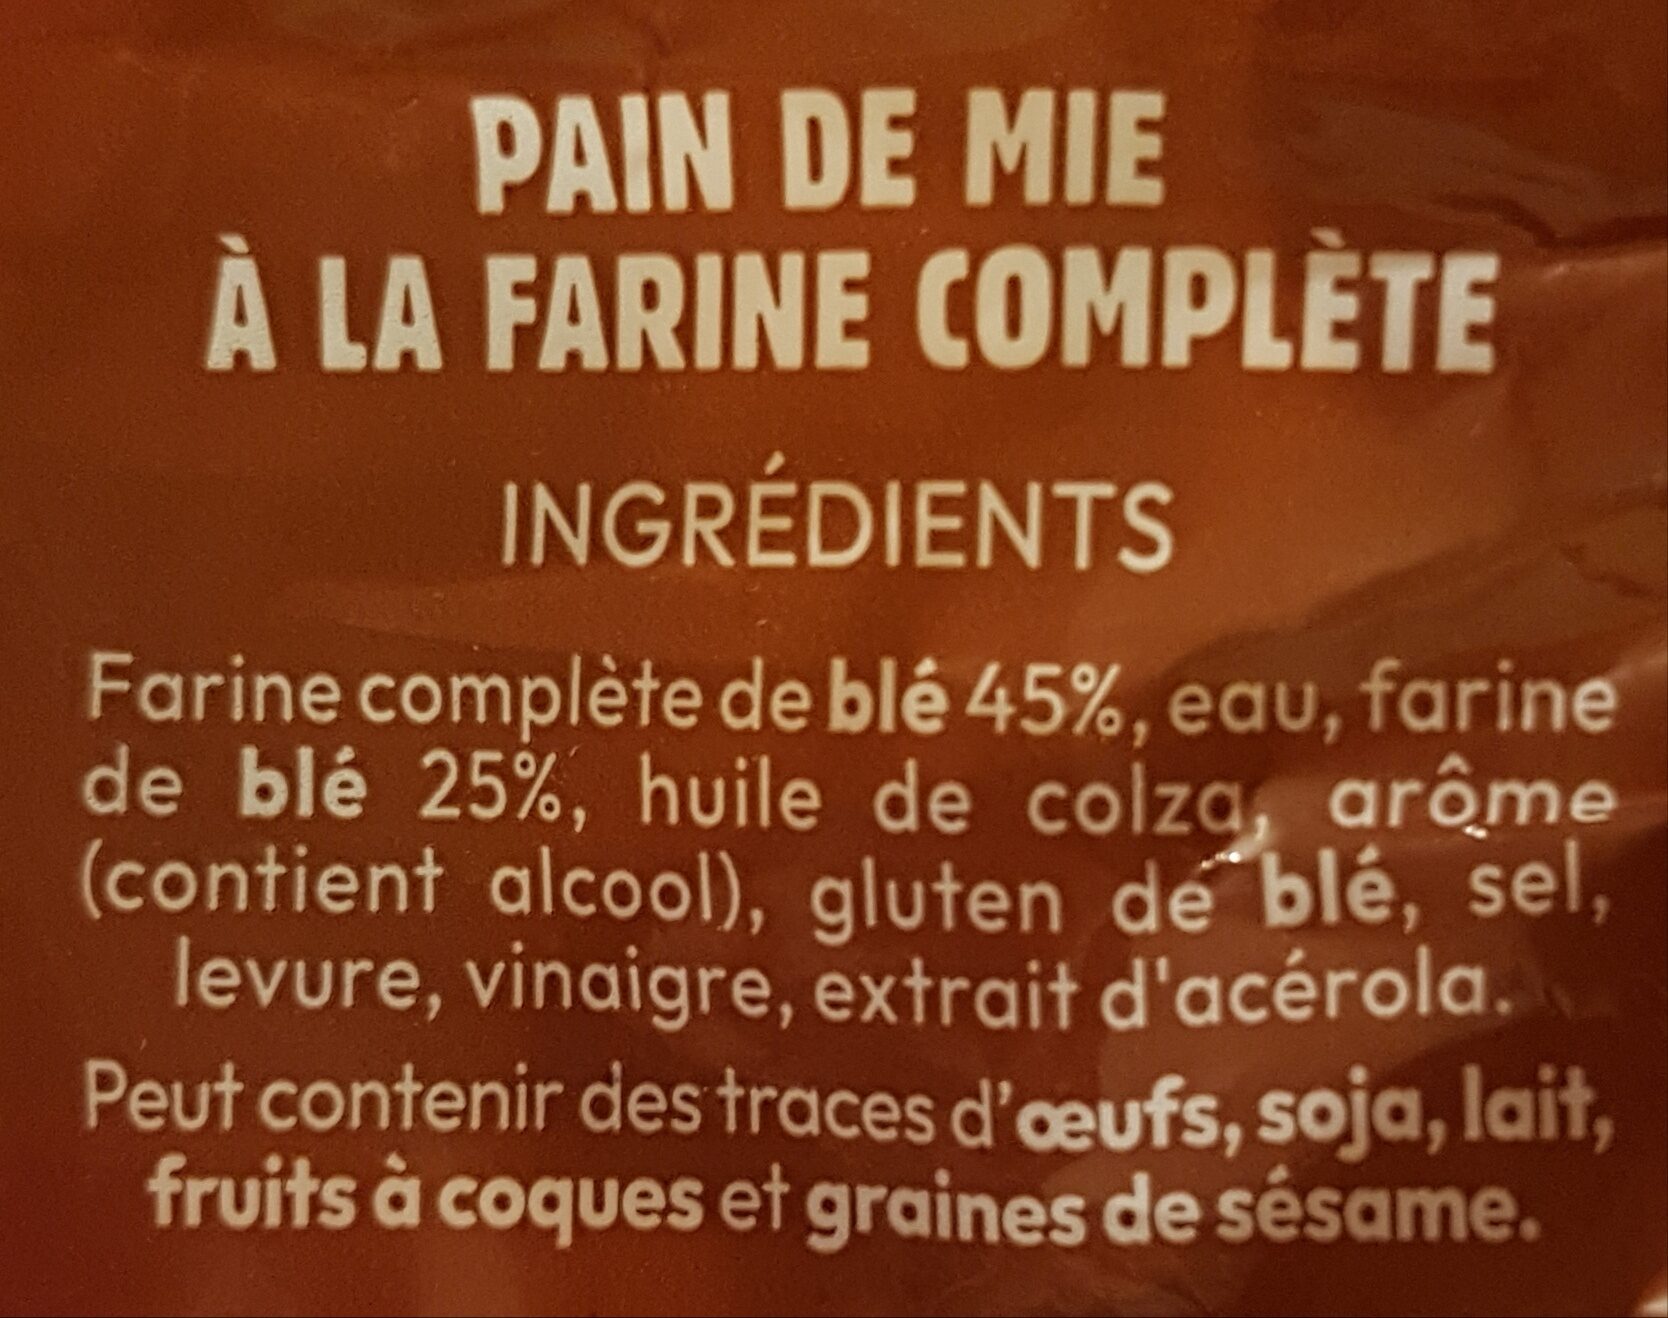 PAIN DE MIE
À LA FARINE COMPLÈTE
INGRÉDIENTS
Farine complète de blé 45%, eau, farine
de blé 25%, huile de colza, arôme
(contient alcool), gluten de blé, sel,
levure, vinaigre, extrait d'acérola.
Peut contenir des traces d’œufs, soja, lait,
fruits à coques et graines de sésame.